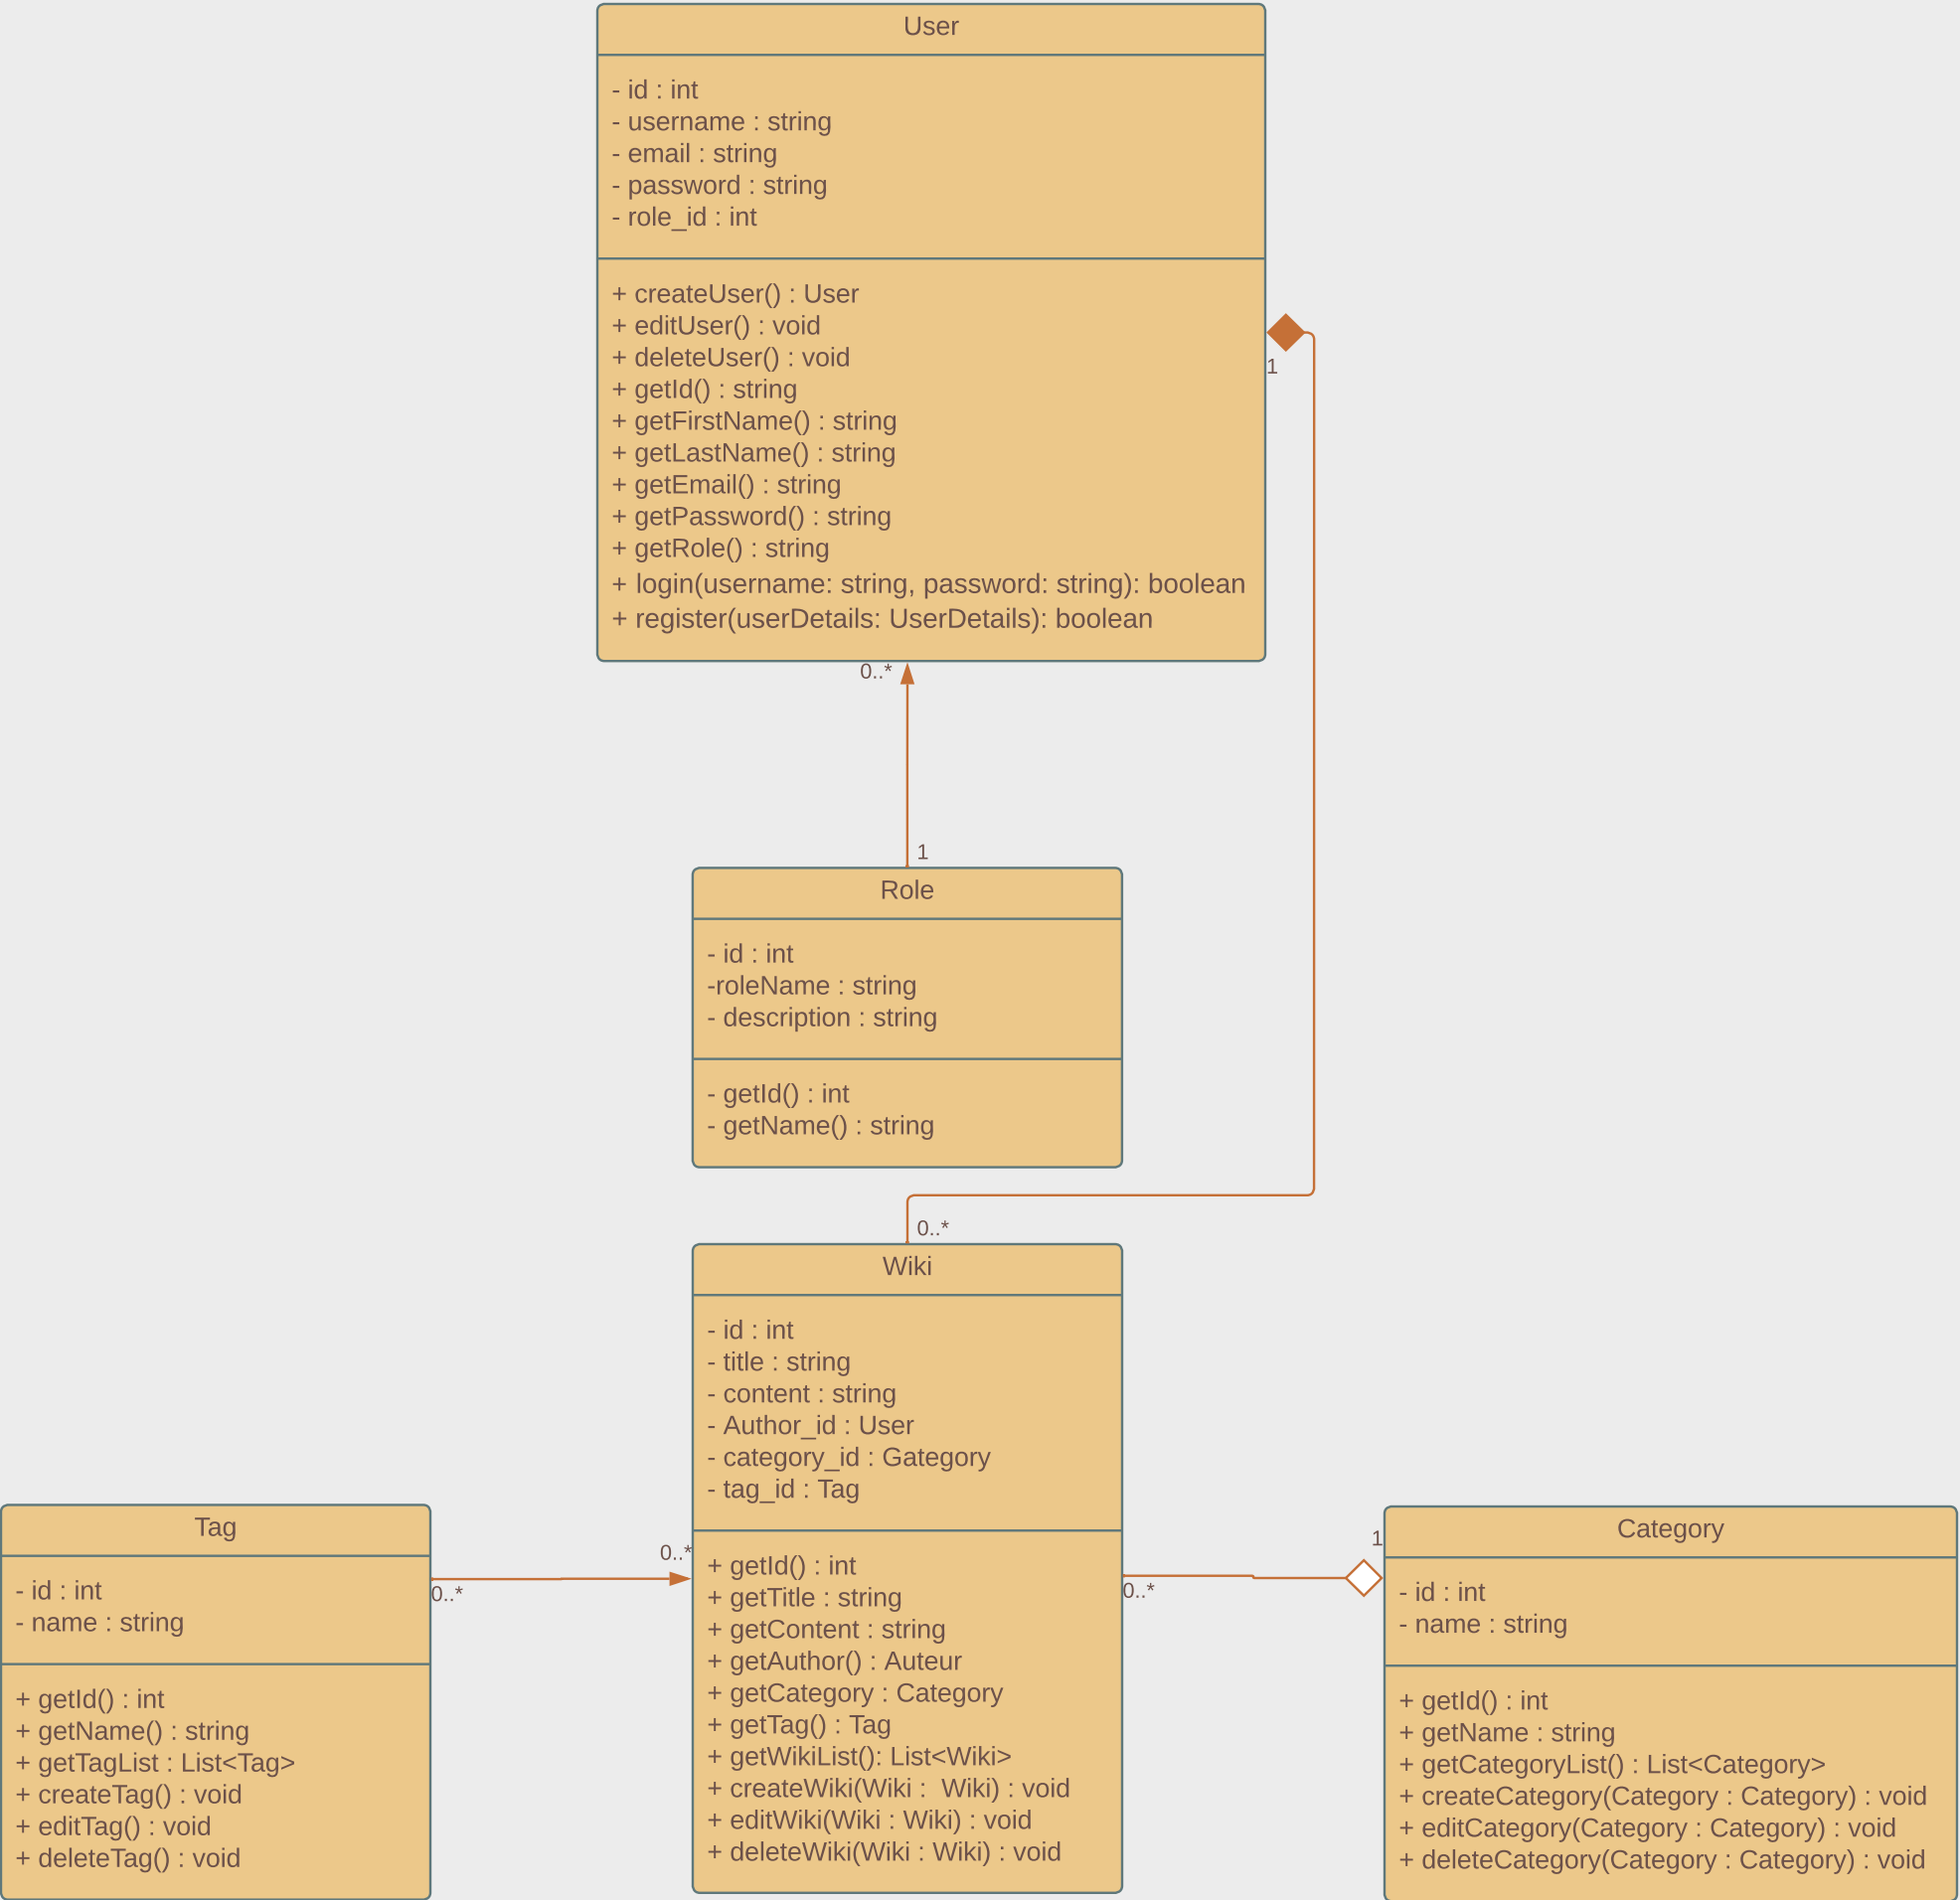 User
- id : int
- username : string
- email : string
- password : string
- role_id : int
+ createUser() : User
+ editUser() : void
+ deleteUser() : void
+ getId() : string
+ getFirstName() : string
+ getLastName() : string
+ getEmail() : string
+ getPassword() : string
+ getRole() : string
+ login(username: string, password: string): boolean
+ register(userDetails: UserDetails): boolean
1
0..*
1
Role
- id : int
-roleName : string
- description : string
- getId() : int
- getName() : string
0..*
Wiki
- id : int
- title : string
- content : string
- Author_id : User
- category_id : Gategory
- tag_id : Tag
+ getId() : int
+ getTitle : string
+ getContent : string
+ getAuthor() : Auteur
+ getCategory : Category
+ getTag() : Tag
+ getWikiList(): List<Wiki>
+ createWiki(Wiki :  Wiki) : void
+ editWiki(Wiki : Wiki) : void
+ deleteWiki(Wiki : Wiki) : void
Tag
- id : int
- name : string
+ getId() : int
+ getName() : string
+ getTagList : List<Tag>
+ createTag() : void
+ editTag() : void
+ deleteTag() : void
0..*
0..*
0..*
1
Category
- id : int
- name : string
+ getId() : int
+ getName : string
+ getCategoryList() : List<Category>
+ createCategory(Category : Category) : void
+ editCategory(Category : Category) : void
+ deleteCategory(Category : Category) : void